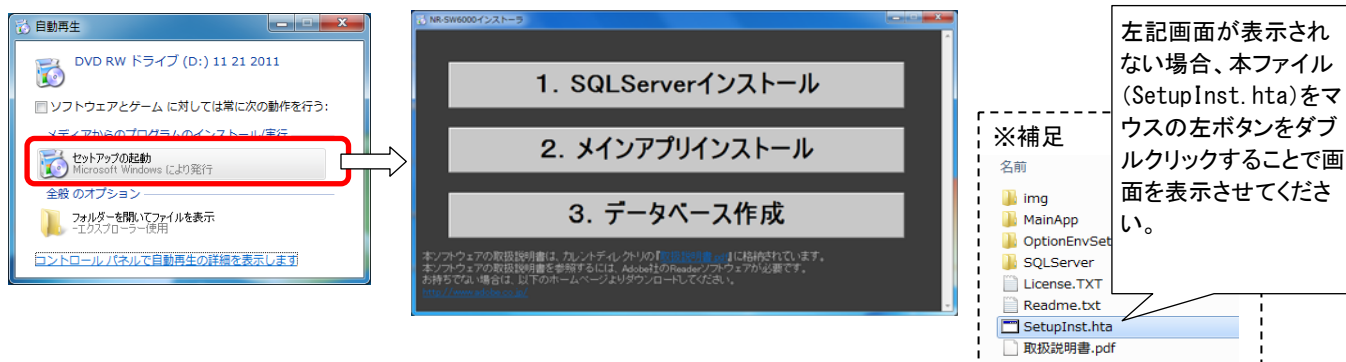 自動再生
DVD RW ドライブ (D:) 11 21 2011
ソフトウェアとゲーム に対しては常に次の動作を行う:
メディアからのプログラムのインストール/実行
セットアップの起動
Microsoft Windows により発行
全般 のオプション
フォルダーを開いてファイルを表示
-エクスプローラー使用
コントロール パネルで自動再生の詳細を表示します
NR-SW6000インストーラ
1. SQLServerインストール
2. メインアプリインストール
3. データベース作成
本ソフトウェアの取扱説明書は、カレントディレクトリの『取扱説明書.pdf』に格納されています。
本ソフトウェアの取扱説明書を参照するには、Adobe社のReaderソフトウェアが必要です。
お持ちでない場合は、以下のホームページよりダウンロードしてください。
http://www.adobe.co.jp/
※補足
名前
img
MainApp
OptionEnvSet
SQLServer
License.TXT
Readme.txt
SetupInst.hta
取扱説明書.pdf
左記画面が表示され
ない場合、本ファイル
(SetupInst.hta)をマ
ウスの左ボタンをダブ
ルクリックすることで画
面を表示させてくださ
い。